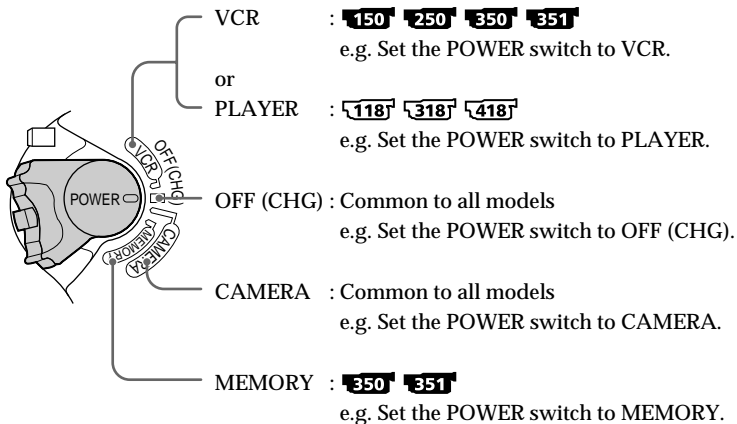 VCR : 150 250 350 351
e.g. Set the POWER switch to VCR.
or
PLAYER : 118 318 418
e.g. Set the POWER switch to PLAYER.
VCR
OFF(CHG)
POWER
MEMORY
CAMERA
OFF (CHG) : Common to all models
e.g. Set the POWER switch to OFF (CHG).
CAMERA : Common to all models
e.g. Set the POWER switch to CAMERA.
MEMORY : 350 351
e.g. Set the POWER switch to MEMORY.